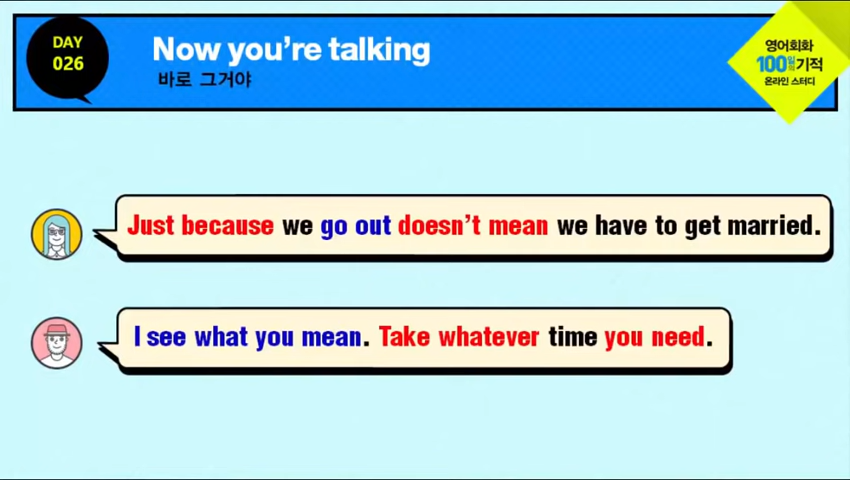 DAY
026
Now you're talking
바로 그거야
영어회화
100일의 기적
온라인 스터디
Just because we go out doesn't mean we have to get married.
I see what you mean. Take whatever time you need.